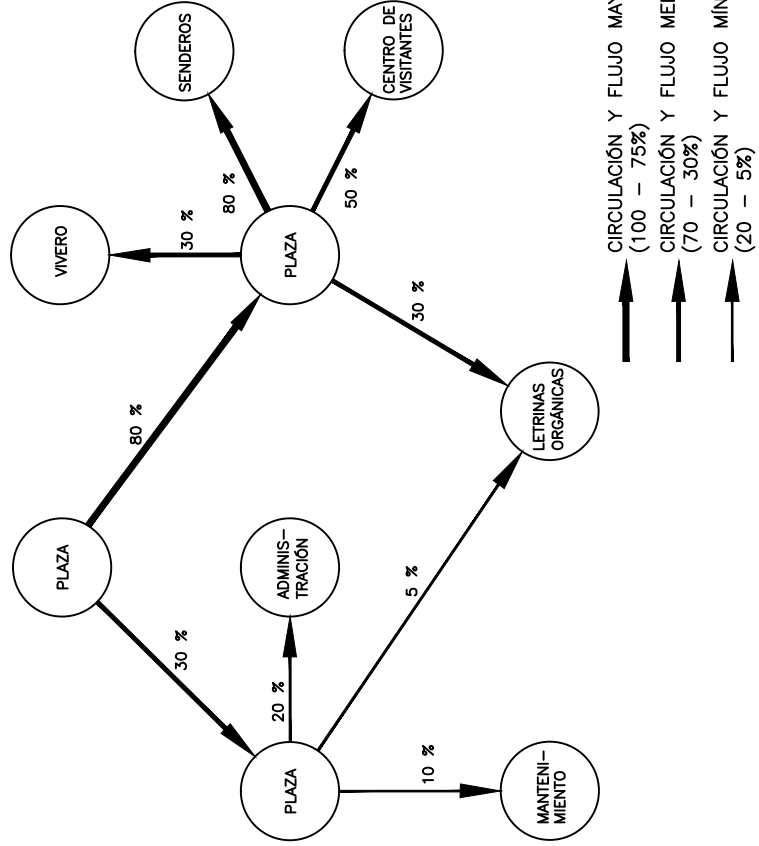 PLAZA
VIVERO
80 %
30 %
30 %
SENDEROS
80 %
20 %
ADMINIS-
TRACIÓN
PLAZA
PLAZA
50 %
CENTRO DE
VISITANTES
5 %
30 %
10 %
LETRINAS
ORGÁNICAS
MANTENI-
MIENTO
CIRCULACIÓN Y FLUJO
(100 - 75%)
CIRCULACIÓN Y FLUJO
(70 - 30%)
CIRCULACIÓN Y FLUJO
(20 - 5%)